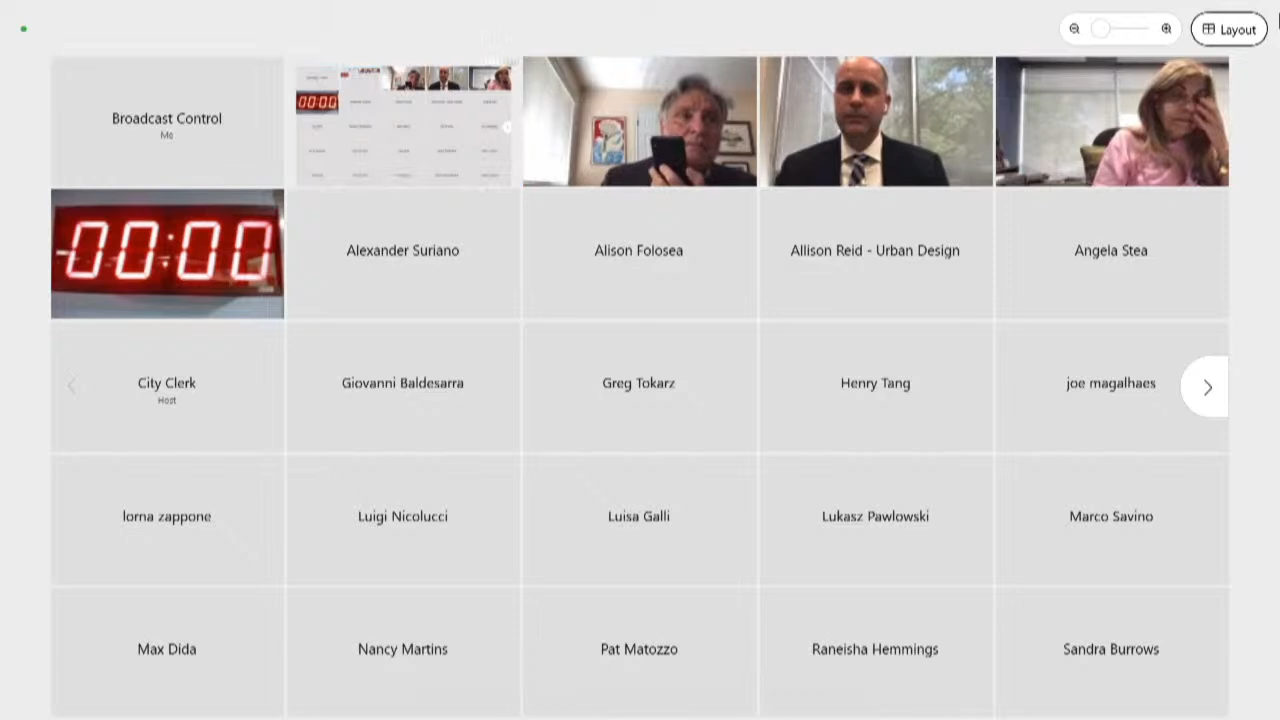 Layout
Broadcast Control
Me
00:00
00:00
Alexander Suriano
Alison Folosea
Allison Reid - Urban Design
Angela Stea
City Clerk
Host
Giovanni Baldesarra
Greg Tokarz
Henry Tang
joe magalhaes
lorna zappone
Luigi Nicolucci
Luisa Galli
Lukasz Pawlowski
Marco Savino
Max Dida
Nancy Martins
Pat Matozzo
Raneisha Hemmings
Sandra Burrows